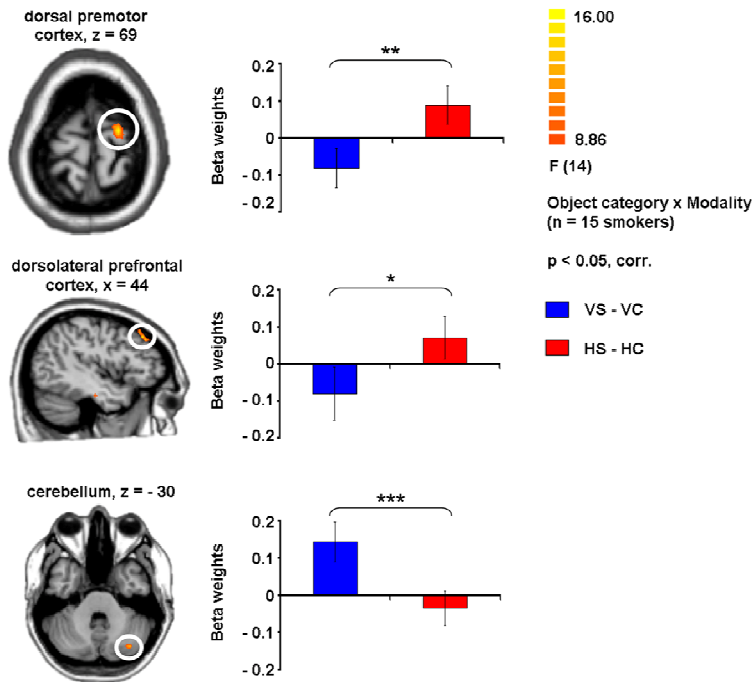 dorsal premotor
cortex, z = 69
**
0.2
0.1
0
- 0.1
- 0.2
Beta weights
16.00
8.86
F (14)
Object category x Modality
(n = 15 smokers)
p < 0.05, corr.
VS - VC
HS - HC
dorsolateral prefrontal
cortex, x = 44
*
0.2
0.1
0
- 0.1
- 0.2
Beta weights
cerebellum, z = - 30
***
0.2
0.1
0
- 0.1
- 0.2
Beta weights